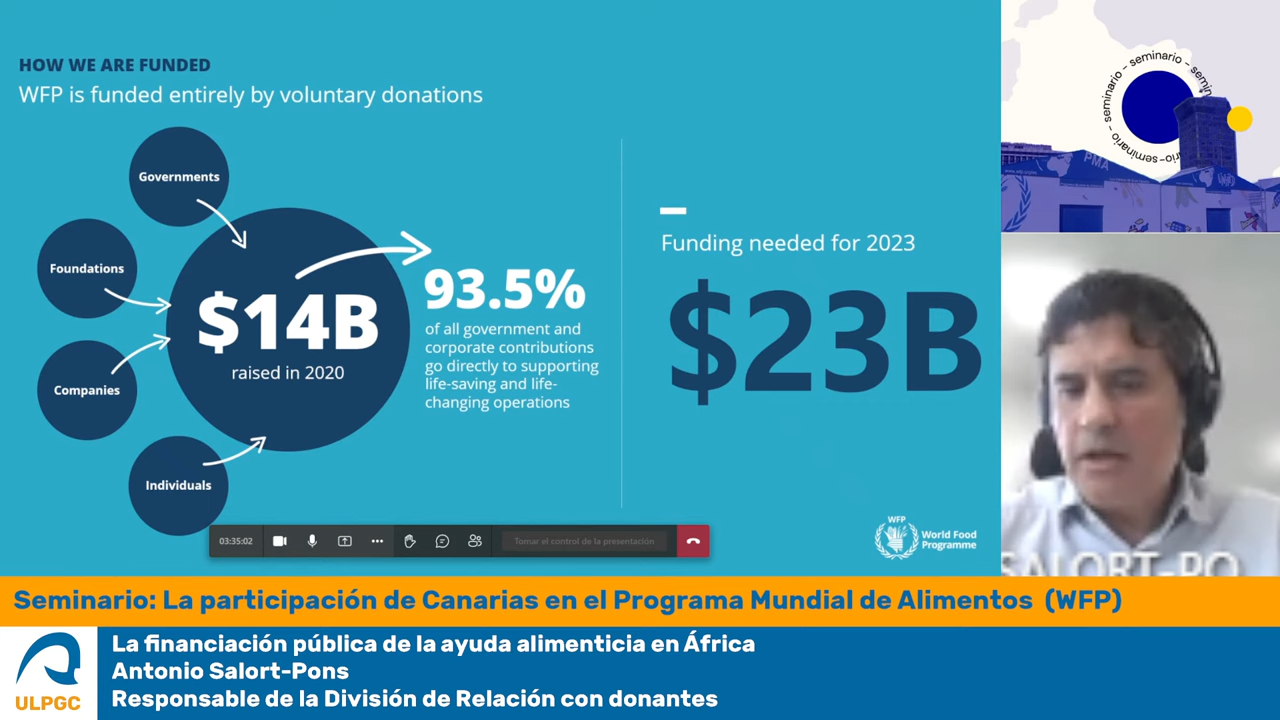 HOW WE ARE FUNDED
WFP is funded entirely by voluntary donations
Governments
Foundations
Companies
Individuals
$14B
raised in 2020
93.5%
of all government and
corporate contributions
go directly to supporting
life-saving and life-
changing operations
Funding needed for 2023
$23B
03:35:02
Tomar el control de la presentación
WFP
World Food
Programme
seminario - seminario - seminario
PMA
SALORT-PO
Seminario: La participación de Canarias en el Programa Mundial de Alimentos (WFP)
ULPGC
La financiación pública de la ayuda alimenticia en África
Antonio Salort-Pons
Responsable de la División de Relación con donantes